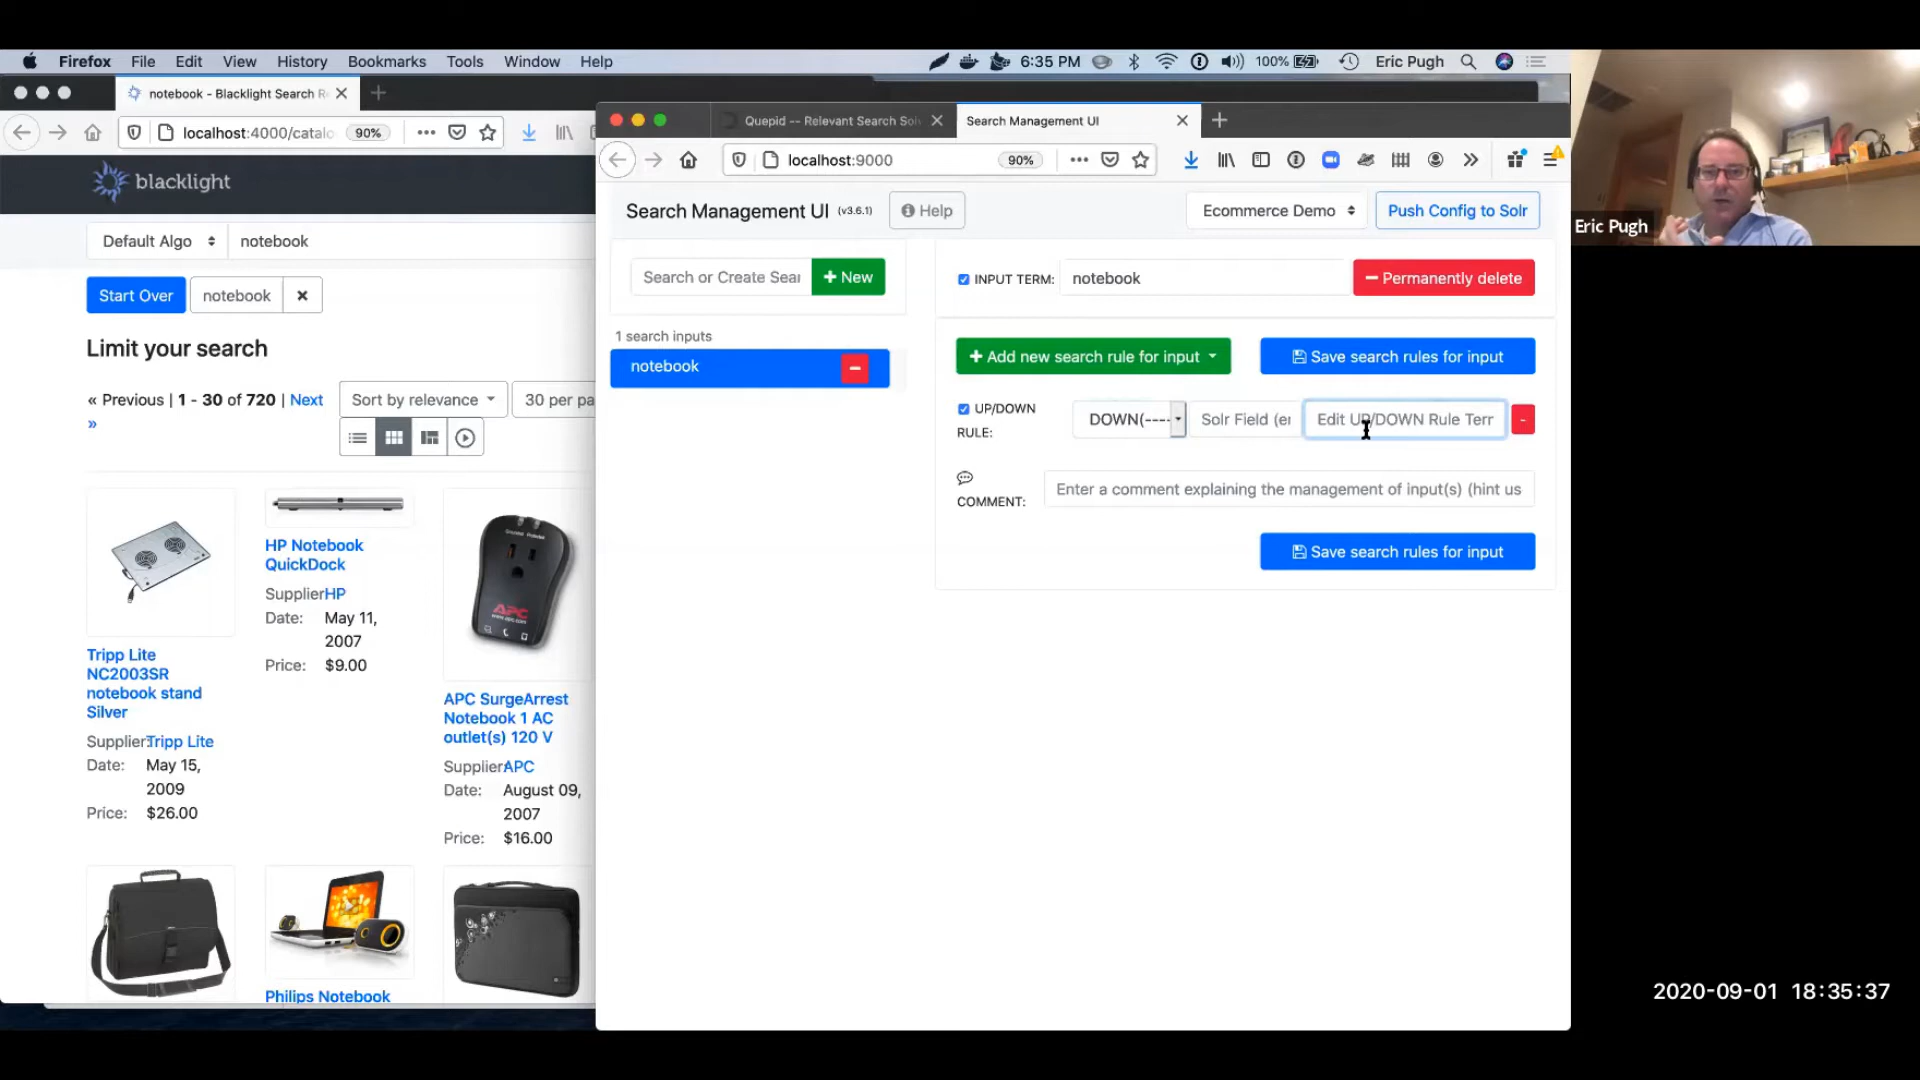 Firefox File Edit View History Bookmarks Tools Window Help
6:35 PM 100% Eric Pugh
notebook - Blacklight Search R
localhost:4000/catalo 90%
blacklight
Default Algo notebook
Start Over notebook
Limit your search
« Previous | 1 - 30 of 720 | Next
»
Sort by relevance
30 per pa
Tripp Lite
NC2003SR
notebook stand
Silver
Supplier:Tripp Lite
Date: May 15,
2009
Price: $26.00
HP Notebook
QuickDock
SupplierHP
Date: May 11,
2007
Price: $9.00
APC
APC SurgeArrest
Notebook 1 AC
outlet(s) 120 V
Supplier:APC
Date: August 09,
2007
Price: $16.00
Philips Notebook
Quepid -- Relevant Search Solv
Search Management UI
localhost:9000 90%
Search Management UI (v3.6.1) Help
Ecommerce Demo Push Config to Solr
Search or Create Sear + New
1 search inputs
notebook
INPUT TERM: notebook Permanently delete
+ Add new search rule for input Save search rules for input
UP/DOWN
RULE:
DOWN(---- Solr Field (er Edit UP/DOWN Rule Terr -
COMMENT: Enter a comment explaining the management of input(s) (hint us
Save search rules for input
Eric Pugh
2020-09-01 18:35:37